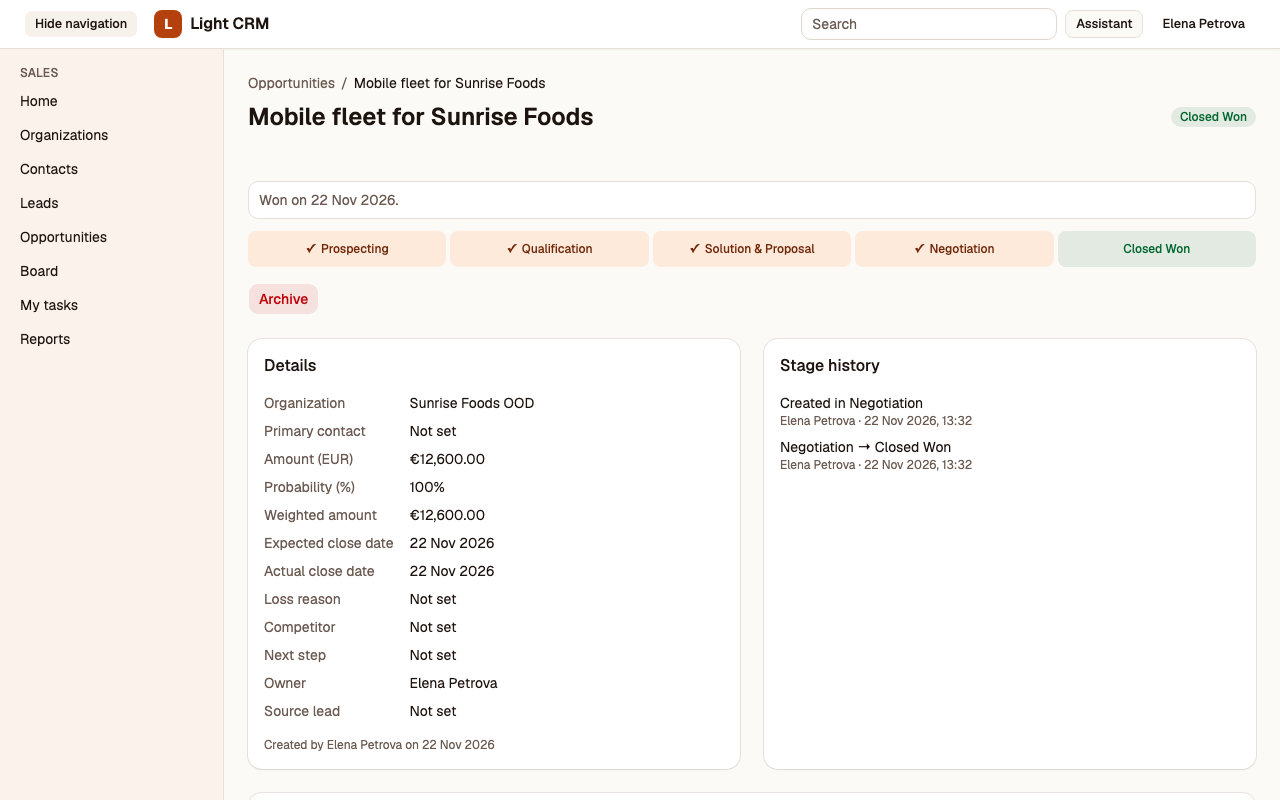 Hide navigation
L
Light CRM
Search
Assistant
Elena Petrova
SALES
Home
Organizations
Contacts
Leads
Opportunities
Board
My tasks
Reports
Opportunities / Mobile fleet for Sunrise Foods
Mobile fleet for Sunrise Foods
Closed Won
Won on 22 Nov 2026.
✓ Prospecting
✓ Qualification
✓ Solution & Proposal
✓ Negotiation
Closed Won
Archive
Details
Organization Sunrise Foods OOD
Primary contact Not set
Amount (EUR) €12,600.00
Probability (%) 100%
Weighted amount €12,600.00
Expected close date 22 Nov 2026
Actual close date 22 Nov 2026
Loss reason Not set
Competitor Not set
Next step Not set
Owner Elena Petrova
Source lead Not set
Created by Elena Petrova on 22 Nov 2026
Stage history
Created in Negotiation
Elena Petrova · 22 Nov 2026, 13:32
Negotiation → Closed Won
Elena Petrova · 22 Nov 2026, 13:32